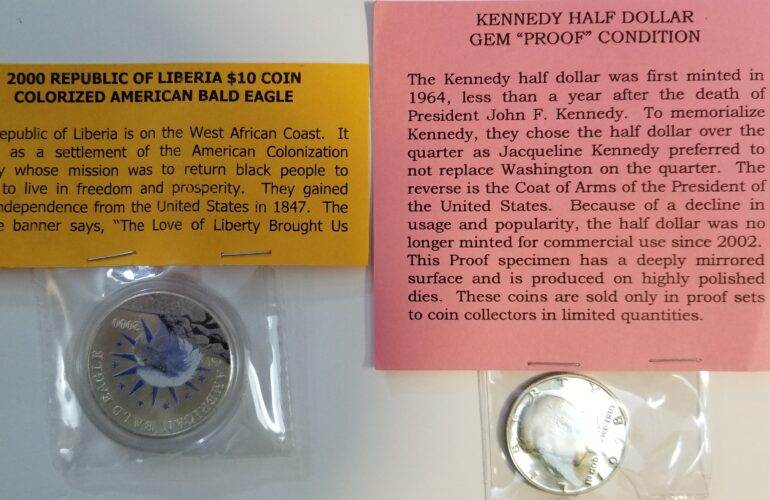 2000 REPUBLIC OF LIBERIA $10 COIN
COLORIZED AMERICAN BALD EAGLE
epublic of Liberia is on the West African Coast. It
as a settlement of the American Colonization
y whose mission was to return black people to
to live in freedom and prosperity. They gained
ndependence from the United States in 1847. The
e banner says, “The Love of Liberty Brought Us
KENNEDY HALF DOLLAR
GEM “PROOF” CONDITION
The Kennedy half dollar was first minted in
1964, less than a year after the death of
President John F. Kennedy. To memorialize
Kennedy, they chose the half dollar over the
quarter as Jacqueline Kennedy preferred to
not replace Washington on the quarter. The
reverse is the Coat of Arms of the President of
the United States. Because of a decline in
usage and popularity, the half dollar was no
longer minted for commercial use since 2002.
This Proof specimen has a deeply mirrored
surface and is produced on highly polished
dies. These coins are sold only in proof sets
to coin collectors in limited quantities.
2000
AMERICAN BALD EAGLE
WE TRUST